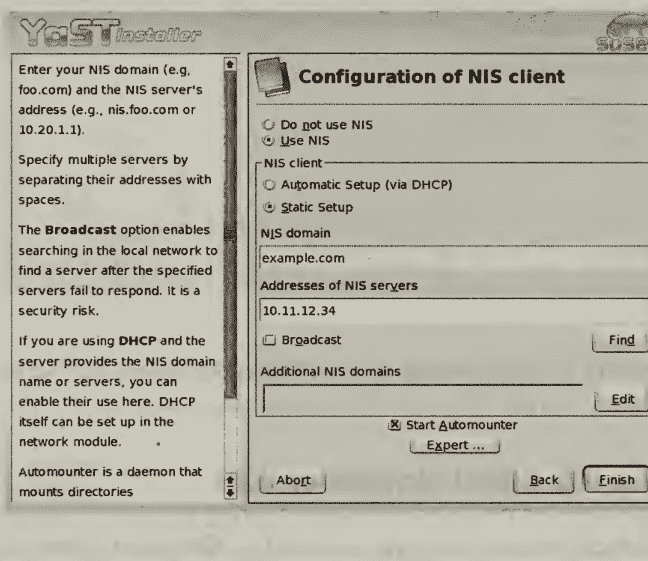 YaST Installer
SUSE
Enter your NIS domain (e.g,
foo.com) and the NIS server's
address (e.g., nis.foo.com or
10.20.1.1).
Specify multiple servers by
separating their addresses with
spaces.
The Broadcast option enables
searching in the local network to
find a server after the specified
servers fail to respond. It is a
security risk.
If you are using DHCP and the
server provides the NIS domain
name or servers, you can
enable their use here. DHCP
itself can be set up in the
network module.
Automounter is a daemon that
mounts directories
Configuration of NIS client
Do not use NIS
Use NIS
NIS client
Automatic Setup (via DHCP)
Static Setup
NIS domain
example.com
Addresses of NIS servers
10.11.12.34
Broadcast
Find
Additional NIS domains
Edit
Start Automounter
Expert ...
Abort
Back
Finish